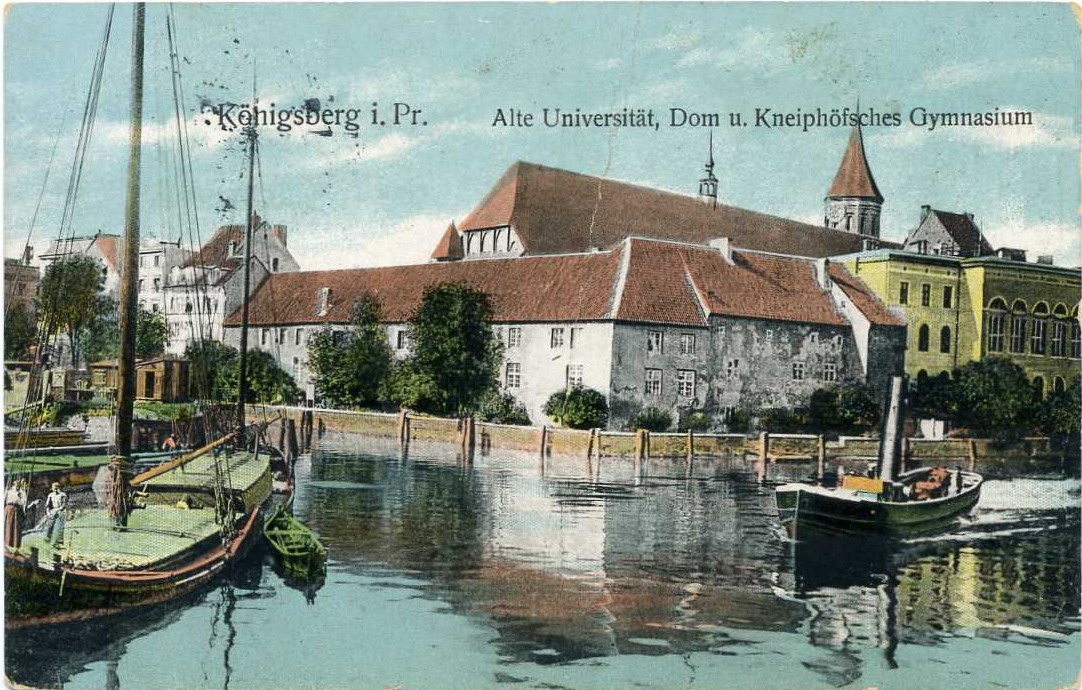 Königsberg i. Pr.
Alte Universität, Dom u. Kneiphöfsches Gymnasium